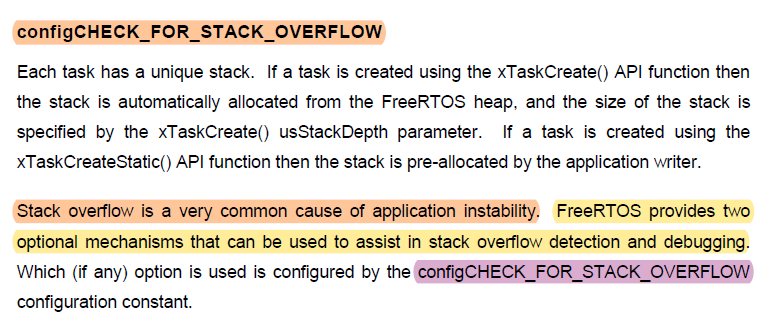 configCHECK_FOR_STACK_OVERFLOW
Each task has a unique stack. If a task is created using the xTaskCreate() API function then
the stack is automatically allocated from the FreeRTOS heap, and the size of the stack is
specified by the xTaskCreate() usStackDepth parameter. If a task is created using the
xTaskCreateStatic() API function then the stack is pre-allocated by the application writer.
Stack overflow is a very common cause of application instability. FreeRTOS provides two
optional mechanisms that can be used to assist in stack overflow detection and debugging.
Which (if any) option is used is configured by the configCHECK_FOR_STACK_OVERFLOW
configuration constant.